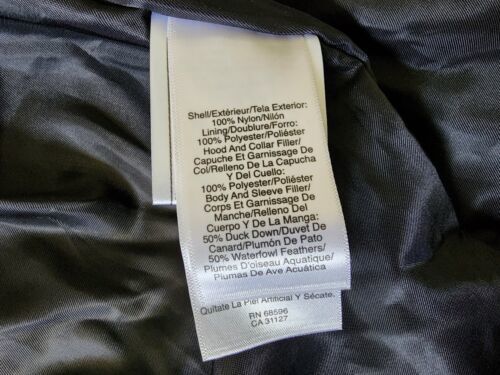 Shell/Extérieur/Tela Exterior:
100% Nylon/Nilón
Lining/Doublure/Forro:
100% Polyester/Poliéster
Hood And Collar Filler/
Capuche Et Garnissage De
Col/Relleno De La Capucha
Y Del Cuello:
100% Polyester/Poliéster
Body And Sleeve Filler/
Corps Et Garnissage De
Manche/Relleno Del
Cuerpo Y De La Manga:
50% Duck Down/Duvet De
Canard/Plumón De Pato
50% Waterfowl Feathers/
Plumes D'oiseau Aquatique/
Plumas De Ave Acuática
Quítate La Piel Artificial Y Sécate.
RN 68596
CA 31127